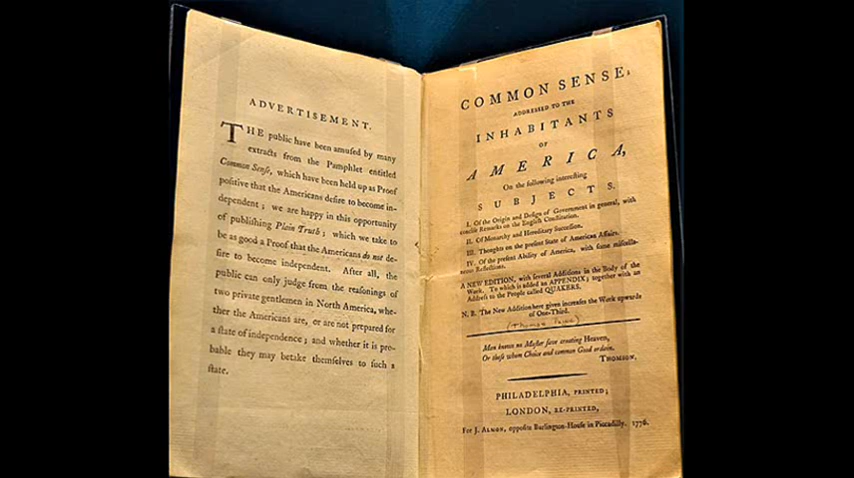 ADVERTISEMENT.
THE public have been amused by many
extracts from the Pamphlet entitled
Common Senſe, which have been held up as Proof
poſitive that the Americans deſire to become in-
dependent ; we are happy in this opportunity
of publiſhing Plain Truth ; which we take to
be as good a Proof that the Americans do not de-
ſire to become independent. After all, the
public can only judge from the reaſonings of
two private gentlemen in North America, whe-
ther the Americans are, or are not prepared for
a ſtate of independence ; and whether it is pro-
bable they may betake themſelves to ſuch a
ſtate.
COMMON SENSE;
ADDRESSED TO THE
INHABITANTS
OF
AMERICA,
On the following intereſting
SUBJECTS.
I. Of the Origin and Deſign of Government in general, with
conciſe Remarks on the Engliſh Conſtitution.
II. Of Monarchy and Hereditary Succeſſion.
III. Thoughts on the preſent State of American Affairs.
IV. Of the preſent Ability of America, with ſome miſcella-
neous Reflections.
A NEW EDITION, with ſeveral Additions in the Body of the
Work. To which is added an APPENDIX; together with an
Addreſs to the People called QUAKERS.
N. B. The New Addition here given increaſes the Work upwards
of One-Third.
(Thomas Paine)
Man knows no Maſter ſave creating Heaven,
Or thoſe whom Choice and common Good ordain.
THOMSON.
PHILADELPHIA, PRINTED;
LONDON, RE-PRINTED,
For J. ALMON, oppoſite Burlington-Houſe in Piccadilly. 1776.